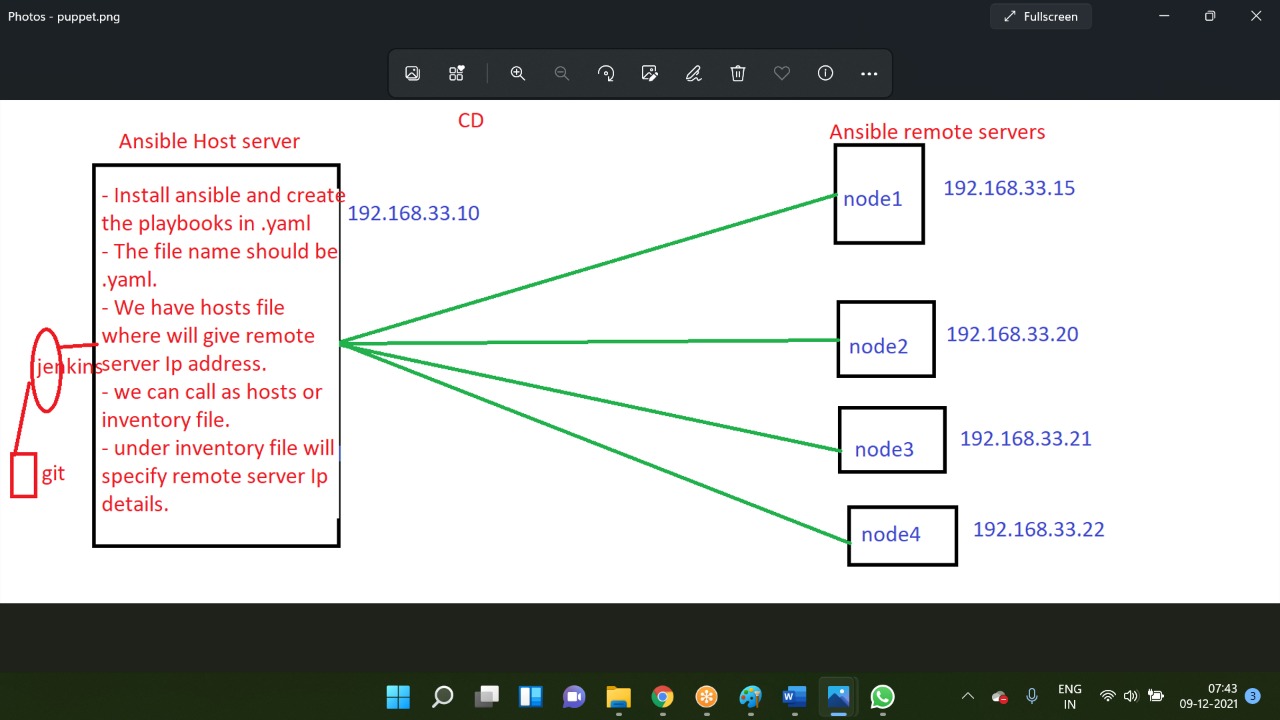 Photos - puppet.png
Fullscreen
CD
Ansible Host server
Ansible remote servers
- Install ansible and create
the playbooks in .yaml
- The file name should be
.yaml.
- We have hosts file
where will give remote
server Ip address.
- we can call as hosts or
inventory file.
- under inventory file will
specify remote server Ip
details.
192.168.33.10
jenkins
git
node1
192.168.33.15
node2
192.168.33.20
node3
192.168.33.21
node4
192.168.33.22
ENG
IN
07:43
09-12-2021
3